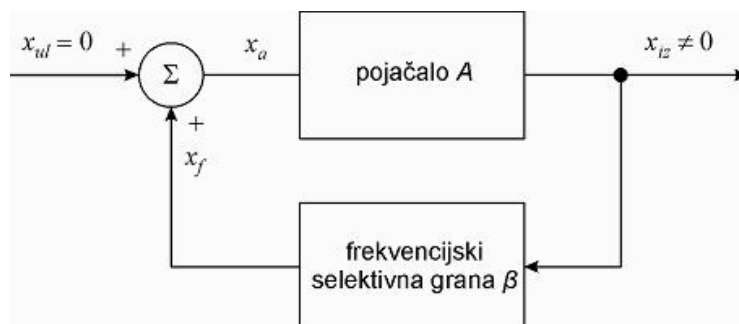 x_ul = 0
+
Σ
x_a
pojačalo A
x_iz ≠ 0
+
x_f
frekvencijski
selektivna grana β